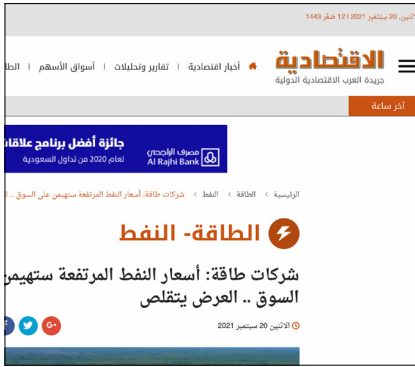 الاثنين, 20 سبتمبر 2021 | 12 صفر 1443
الاقتصادية
جريدة العرب الاقتصادية الدولية
أخبار اقتصادية | تقارير وتحليلات | أسواق الأسهم |
آخر ساعة
مصرف الراجحي
Al Rajhi Bank
جائزة أفضل برنامج
لعام 2020 من تداول السعودية
الرئيسية > الطاقة > النفط > شركات طاقة: أسعار النفط المرتفعة ستهيمن على السوق ..
الطاقة- النفط
شركات طاقة: أسعار النفط المرتفعة ستهيمن
السوق .. العرض يتقلص
الاثنين 20 سبتمبر 2021
G+